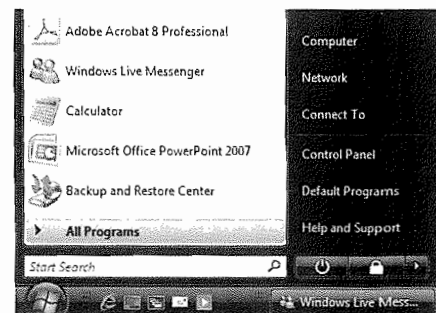 Adobe Acrobat 8 Professional
Windows Live Messenger
Calculator
Microsoft Office PowerPoint 2007
Backup and Restore Center
All Programs
Start Search
Computer
Network
Connect To
Control Panel
Default Programs
Help and Support
Windows Live Mess...